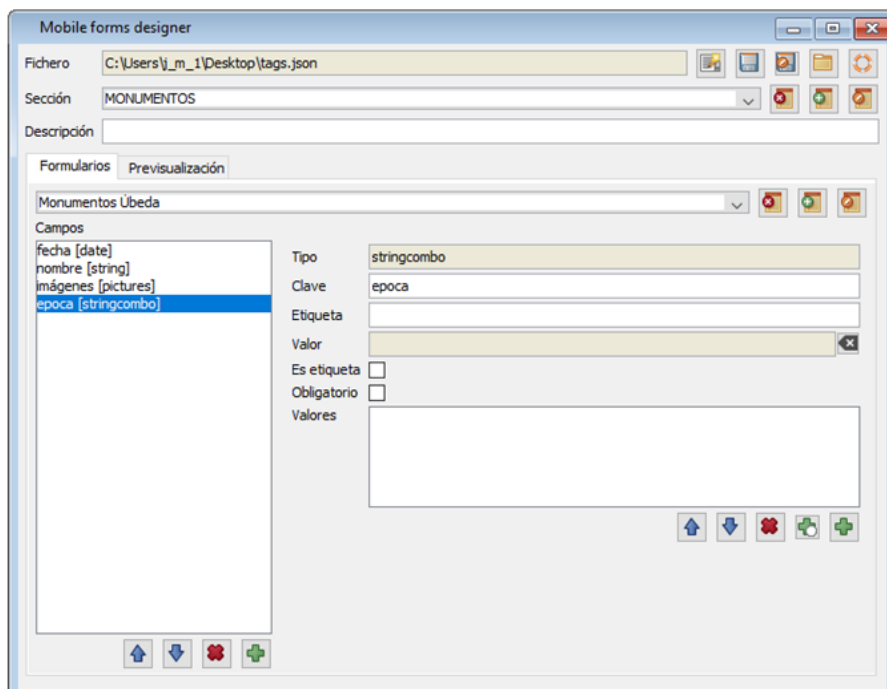 Mobile forms designer
Fichero C:\Users\j_m_1\Desktop\tags.json
Sección MONUMENTOS
Descripción
Formularios Previsualización
Monumentos Úbeda
Campos
fecha [date]
nombre [string]
imágenes [pictures]
epoca [stringcombo]
Tipo stringcombo
Clave epoca
Etiqueta
Valor
Es etiqueta
Obligatorio
Valores